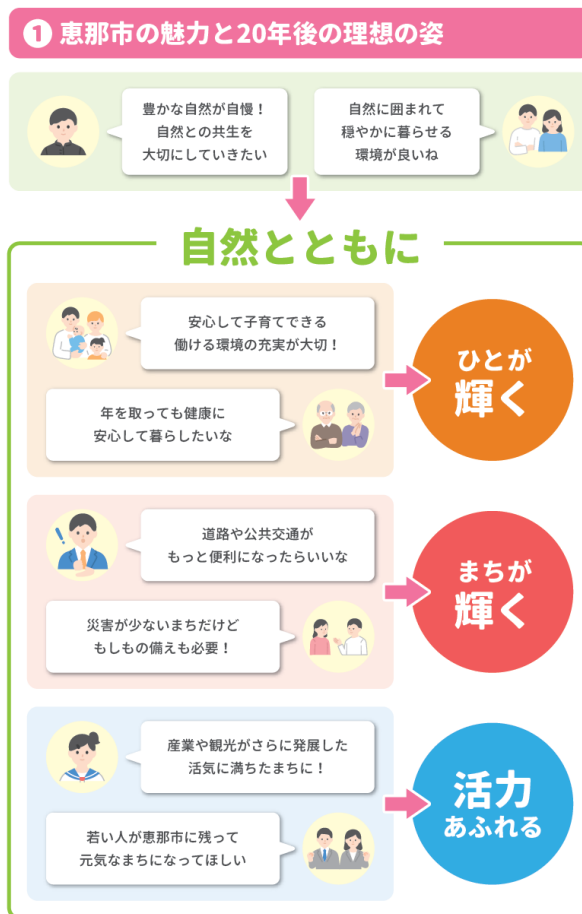 1 恵那市の魅力と20年後の理想の姿
豊かな自然が自慢！
自然との共生を
大切にしていきたい
自然に囲まれて
穏やかに暮らせる
環境が良いね
自然とともに
安心して子育てできる
働ける環境の充実が大切！
年を取っても健康に
安心して暮らしたいな
ひとが
輝く
道路や公共交通が
もっと便利になったらいいな
災害が少ないまちだけど
もしもの備えも必要！
まちが
輝く
産業や観光がさらに発展した
活気に満ちたまちに！
若い人が恵那市に残って
元気なまちになってほしい
活力
あふれる